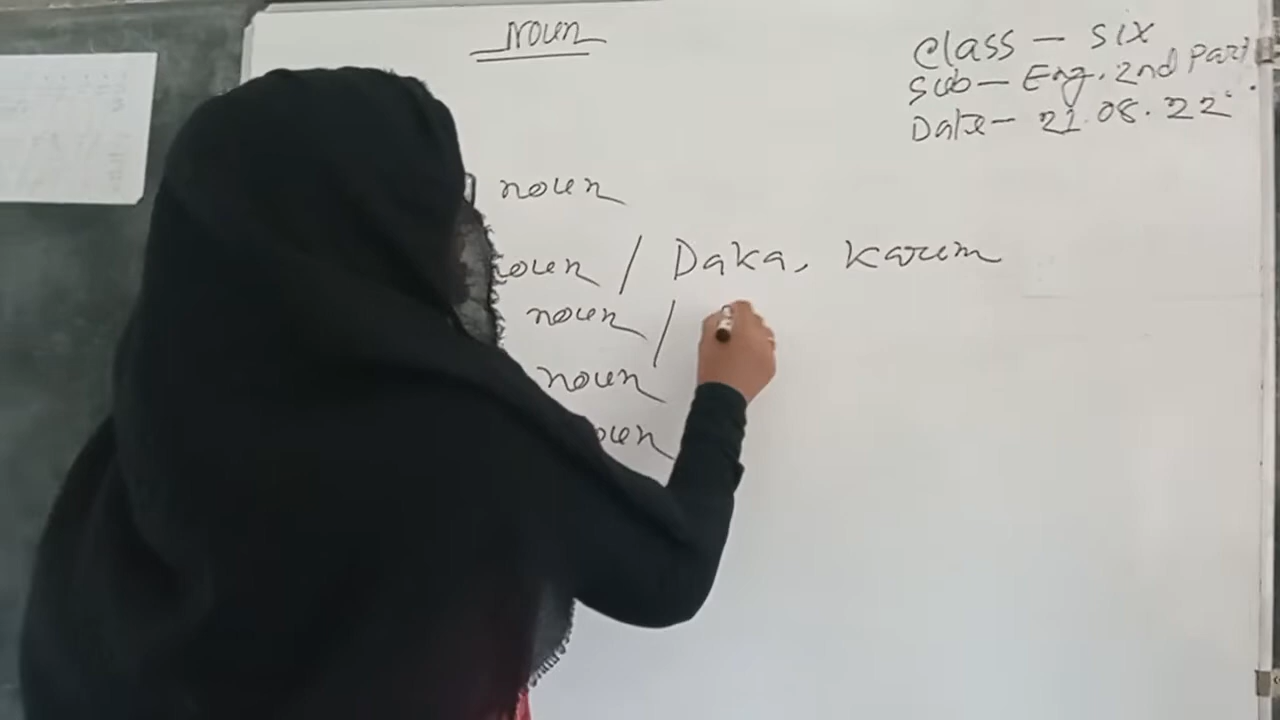 Noun
Class - Six
Sub - Eng. 2nd Part
Date - 21.08.22
noun
noun / Daka, Karim
noun /
noun
noun